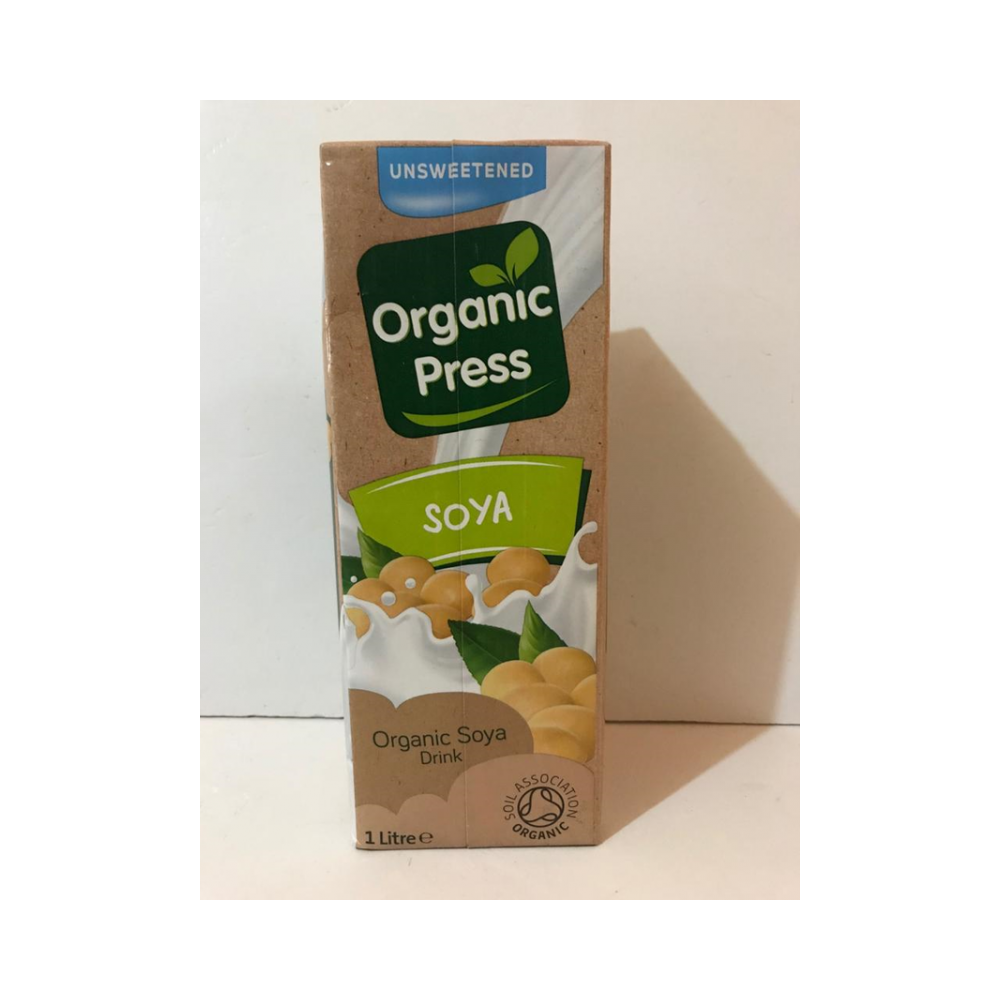 UNSWEETENED
Organic
Press
SOYA
Organic Soya
Drink
SOIL ASSOCIATION
ORGANIC
1 Litre ℮